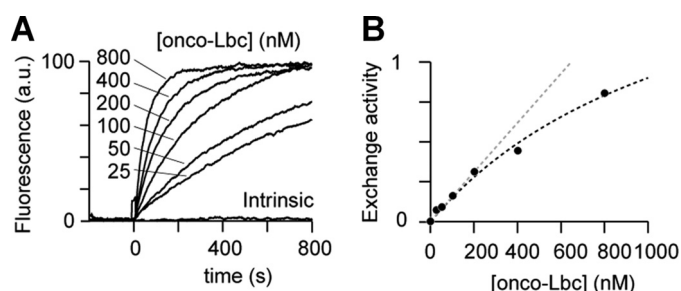 A
[onco-Lbc] (nM)
100
800
400
200
100
50
25
Fluorescence (a.u.)
Intrinsic
0
0
400
800
time (s)
B
1
Exchange activity
0
0
200
400
600
800
1000
[onco-Lbc] (nM)